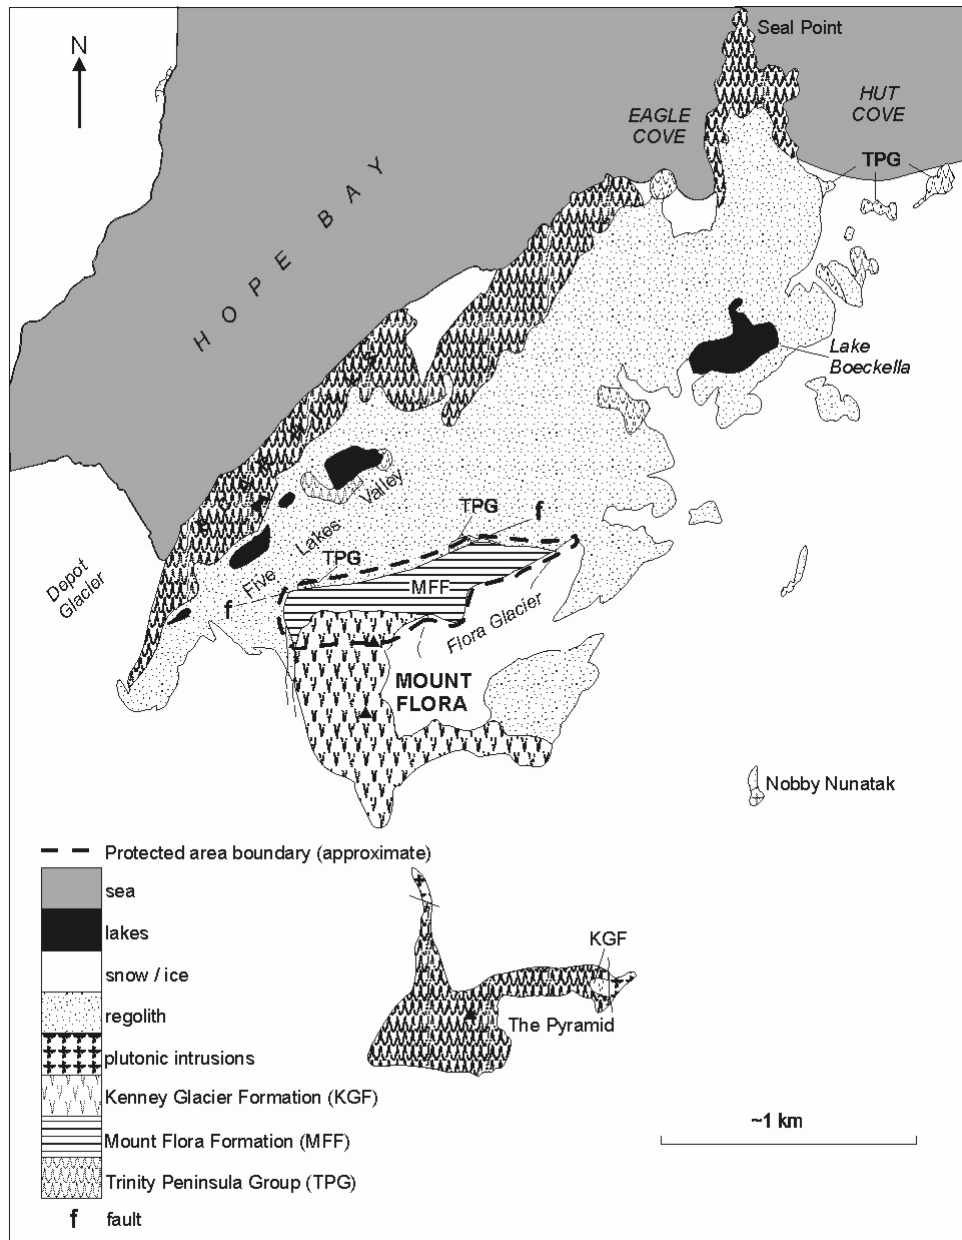 N
Seal Point
EAGLE
COVE
HUT
COVE
TPG
HOPE BAY
Lake
Boeckella
Depot
Glacier
Five Lakes Valley
TPG
f
TPG
f
MFF
Flora Glacier
MOUNT
FLORA
Nobby Nunatak
KGF
The Pyramid
~1 km
Protected area boundary (approximate)
sea
lakes
snow / ice
regolith
plutonic intrusions
Kenney Glacier Formation (KGF)
Mount Flora Formation (MFF)
Trinity Peninsula Group (TPG)
f fault